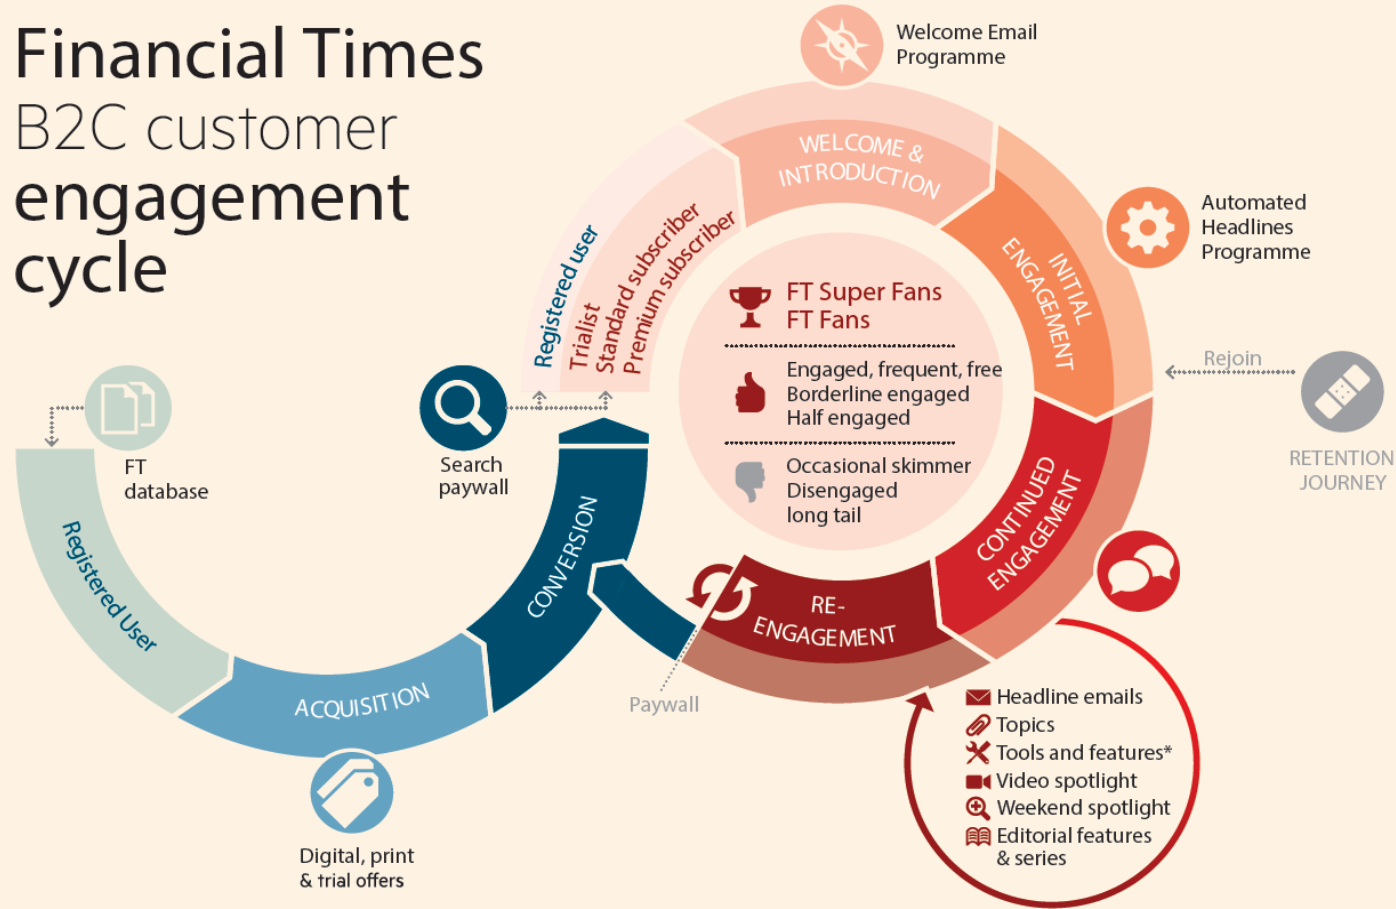 Financial Times
B2C customer
engagement
cycle
FT
database
Registered User
ACQUISITION
Digital, print
& trial offers
CONVERSION
Search
paywall
Registered user
Trialist
Standard subscriber
Premium subscriber
WELCOME &
INTRODUCTION
Welcome Email
Programme
INITIAL
ENGAGEMENT
Automated
Headlines
Programme
Rejoin
RETENTION
JOURNEY
CONTINUED
ENGAGEMENT
RE-
ENGAGEMENT
Paywall
FT Super Fans
FT Fans
Engaged, frequent, free
Borderline engaged
Half engaged
Occasional skimmer
Disengaged
long tail
Headline emails
Topics
Tools and features*
Video spotlight
Weekend spotlight
Editorial features
& series